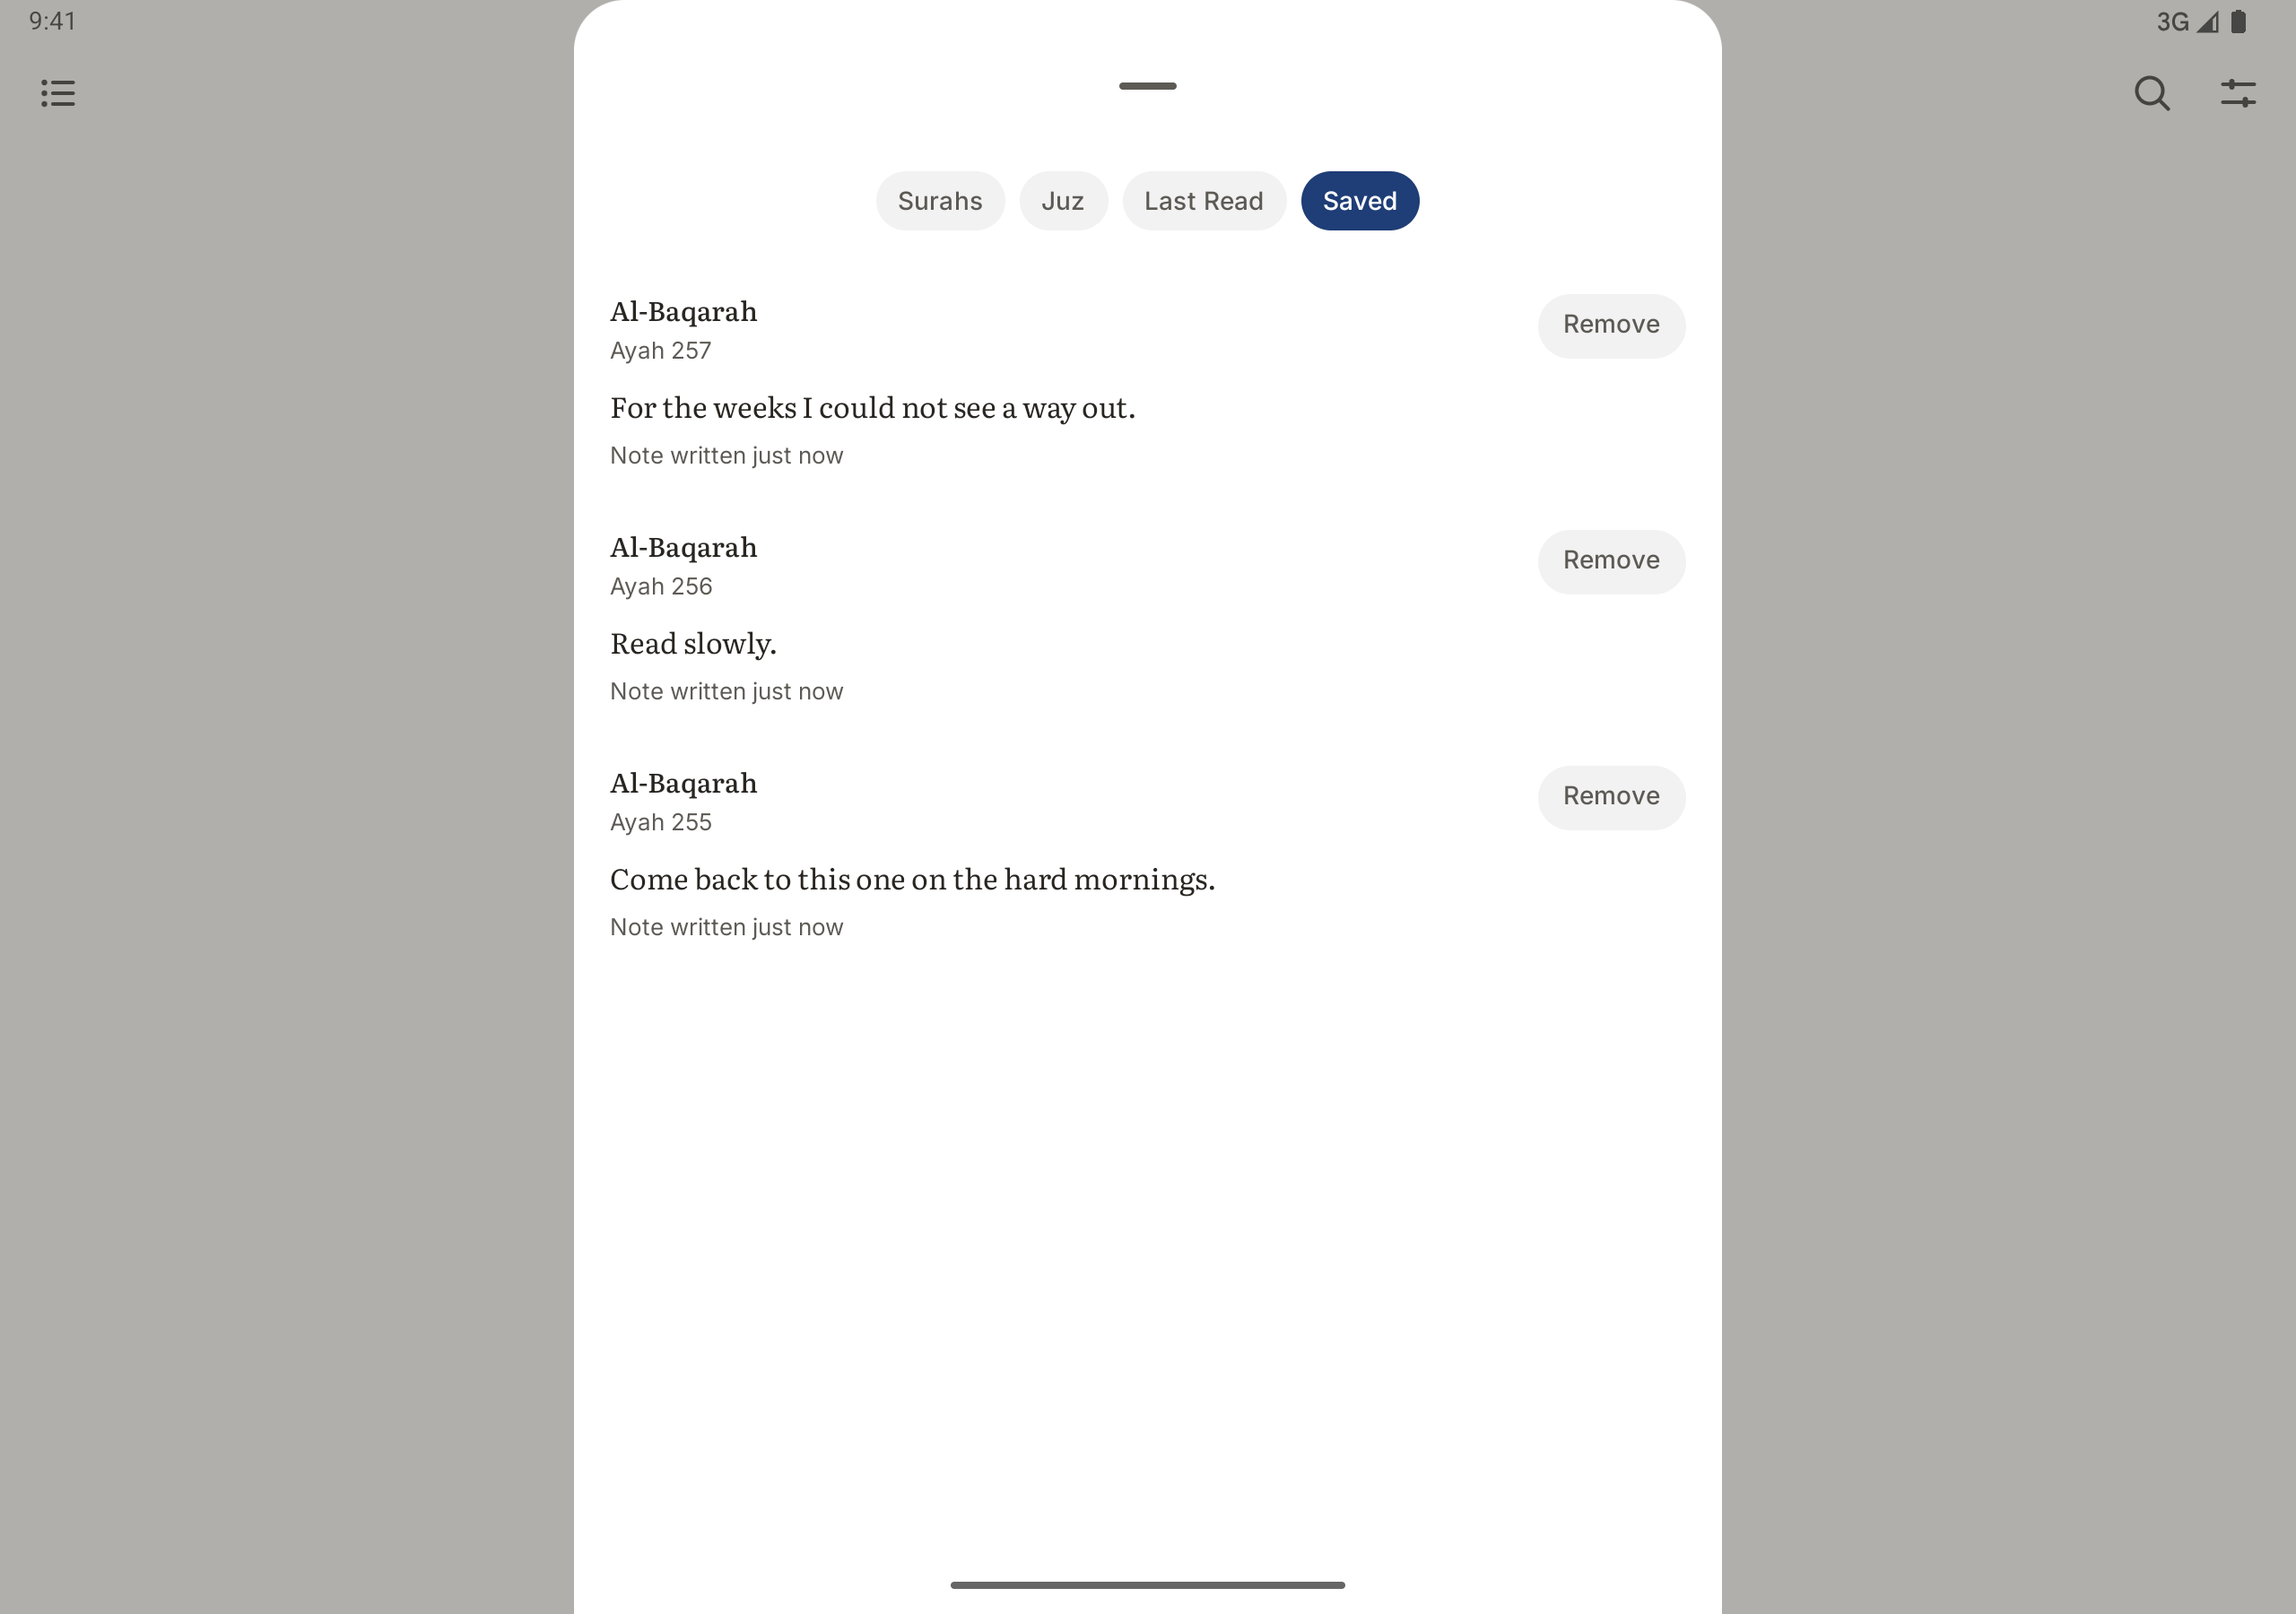 9:41
3G
Surahs Juz Last Read Saved
Al-Baqarah
Remove
Ayah 257
For the weeks I could not see a way out.
Note written just now
Al-Baqarah
Remove
Ayah 256
Read slowly.
Note written just now
Al-Baqarah
Remove
Ayah 255
Come back to this one on the hard mornings.
Note written just now